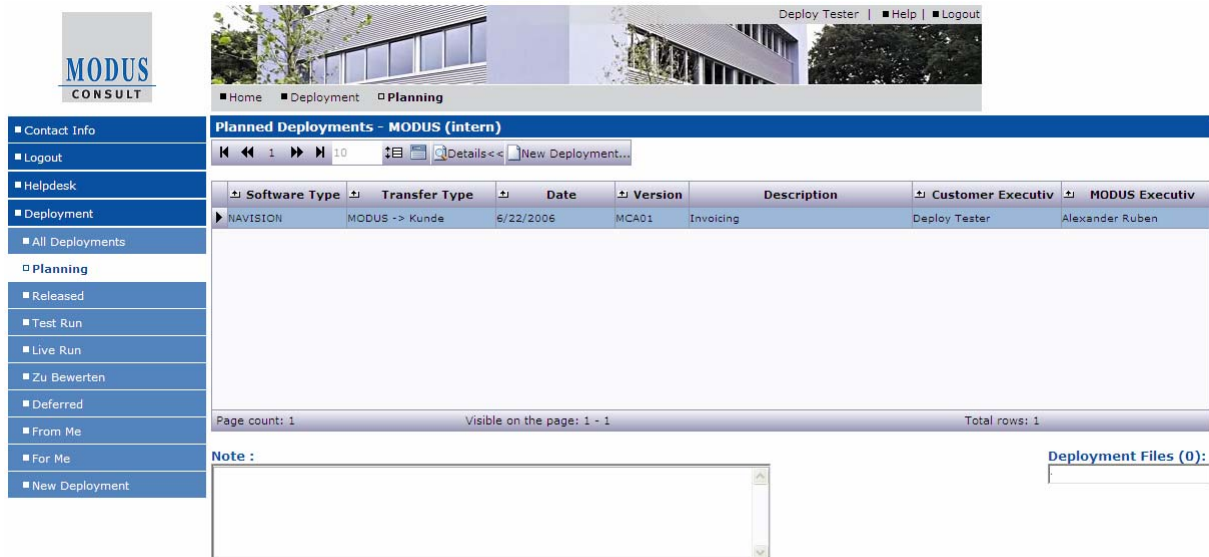 Deploy Tester | Help | Logout
MODUS
CONSULT
Home Deployment Planning
Contact Info
Logout
Helpdesk
Deployment
All Deployments
Planning
Released
Test Run
Live Run
Zu Bewerten
Deferred
From Me
For Me
New Deployment
Planned Deployments - MODUS (intern)
1 10 Details<< New Deployment...
Software Type Transfer Type Date Version Description Customer Executiv MODUS Executiv
NAVISION MODUS -> Kunde 6/22/2006 MCA01 Invoicing Deploy Tester Alexander Ruben
Page count: 1 Visible on the page: 1 - 1 Total rows: 1
Note :
Deployment Files (0):